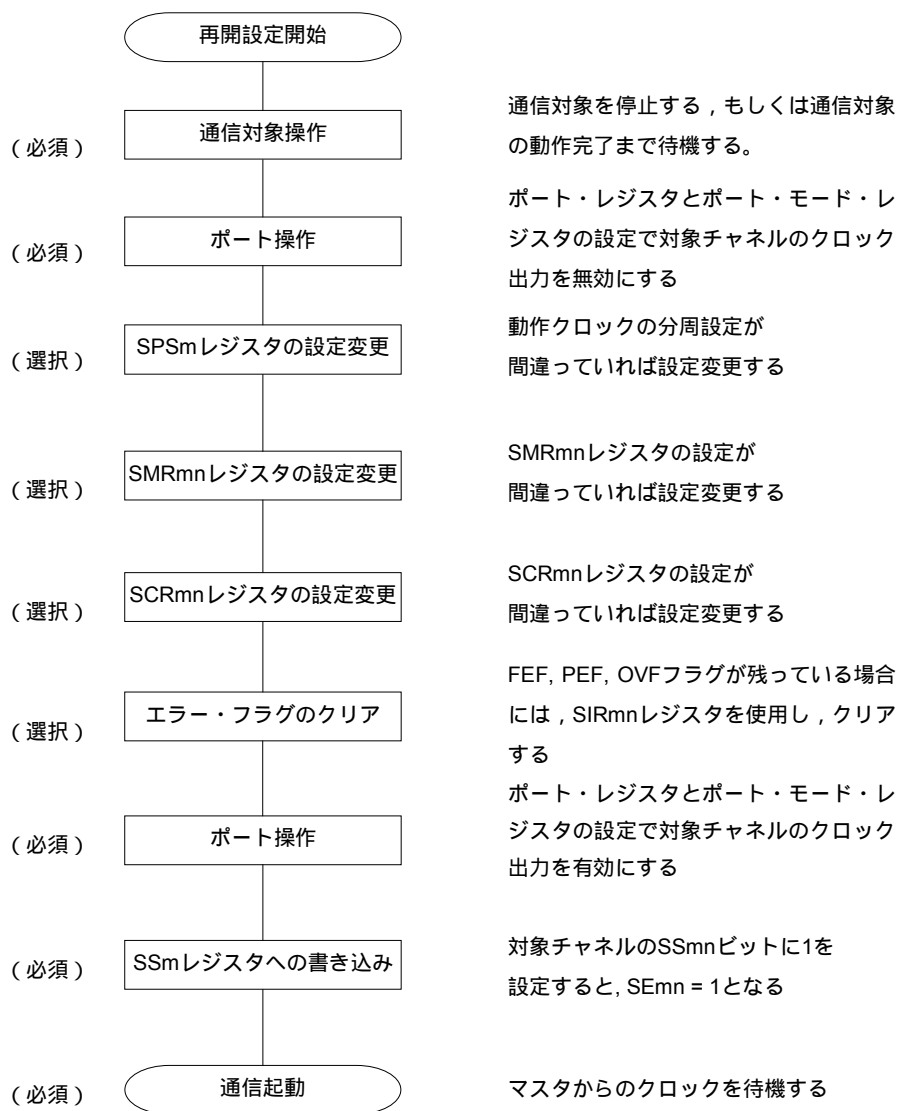 再開設定開始
(必須)
通信対象操作
通信対象を停止する,もしくは通信対象
の動作完了まで待機する。
(必須)
ポート操作
ポート・レジスタとポート・モード・レ
ジスタの設定で対象チャネルのクロック
出力を無効にする
(選択)
SPSmレジスタの設定変更
動作クロックの分周設定が
間違っていれば設定変更する
(選択)
SMRmnレジスタの設定変更
SMRmnレジスタの設定が
間違っていれば設定変更する
(選択)
SCRmnレジスタの設定変更
SCRmnレジスタの設定が
間違っていれば設定変更する
(選択)
エラー・フラグのクリア
FEF, PEF, OVFフラグが残っている場合
には,SIRmnレジスタを使用し,クリア
する
(必須)
ポート操作
ポート・レジスタとポート・モード・レ
ジスタの設定で対象チャネルのクロック
出力を有効にする
(必須)
SSmレジスタへの書き込み
対象チャネルのSSmnビットに1を
設定すると, SEmn = 1となる
(必須)
通信起動
マスタからのクロックを待機する